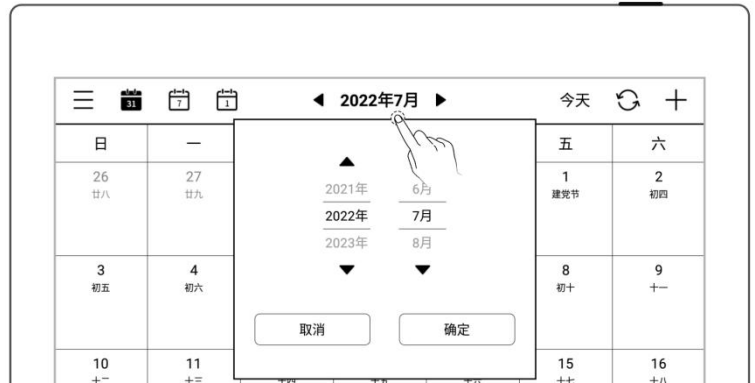 31
7
1
2022年7月
今天
日
一
五
六
26
27
1
2
廿八
廿九
建党节
初四
2021年
6月
2022年
7月
2023年
8月
3
4
8
9
初五
初六
初十
十一
取消
确定
10
11
15
16